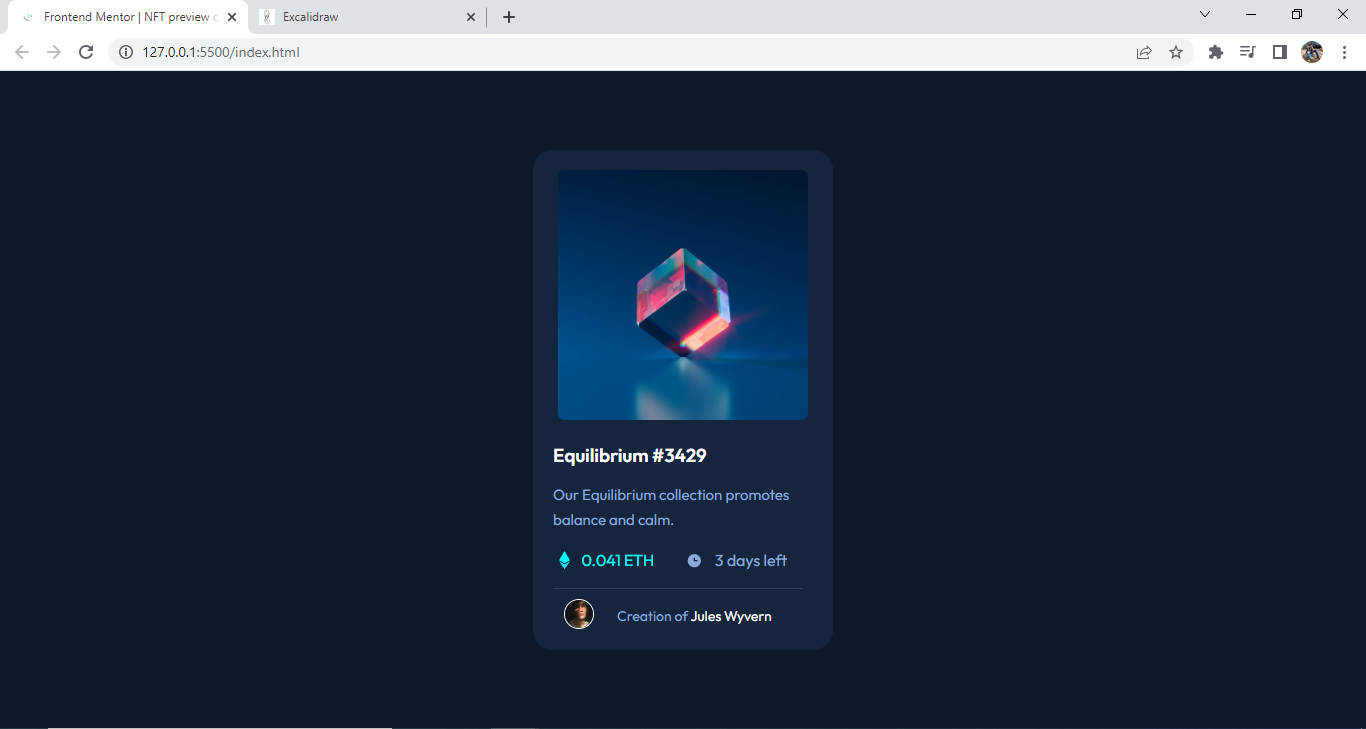 Frontend Mentor | NFT preview c
Excalidraw
127.0.0.1:5500/index.html
Equilibrium #3429
Our Equilibrium collection promotes
balance and calm.
0.041 ETH
3 days left
Creation of Jules Wyvern